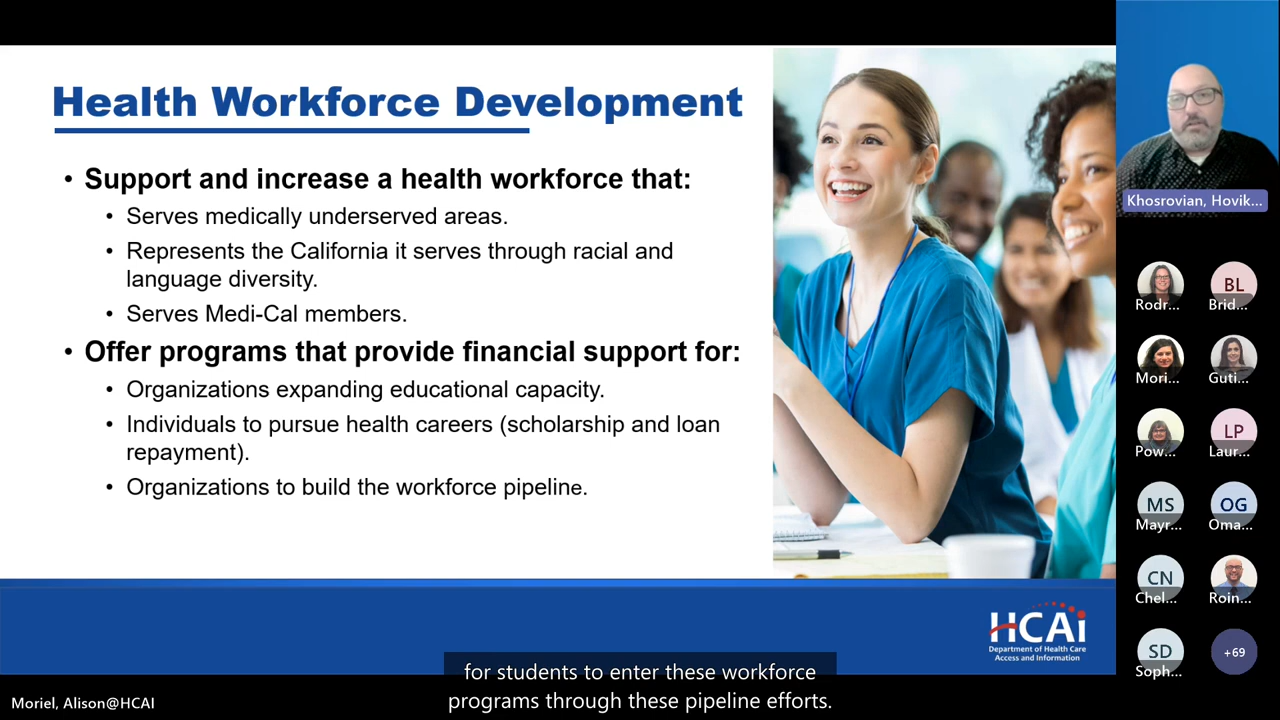 Health Workforce Development
• Support and increase a health workforce that:
• Serves medically underserved areas.
• Represents the California it serves through racial and
language diversity.
• Serves Medi-Cal members.
• Offer programs that provide financial support for:
• Organizations expanding educational capacity.
• Individuals to pursue health careers (scholarship and loan
repayment).
• Organizations to build the workforce pipeline.
HCAi
Department of Health Care
Access and Information
for students to enter these workforce
programs through these pipeline efforts.
Moriel, Alison@HCAI
Khosrovian, Hovik...
Rodr...
BL
Brid...
Mori...
Guti...
Pow...
LP
Laur...
MS
Mayr...
OG
Oma...
CN
Chel...
Roin...
SD
Soph...
+69